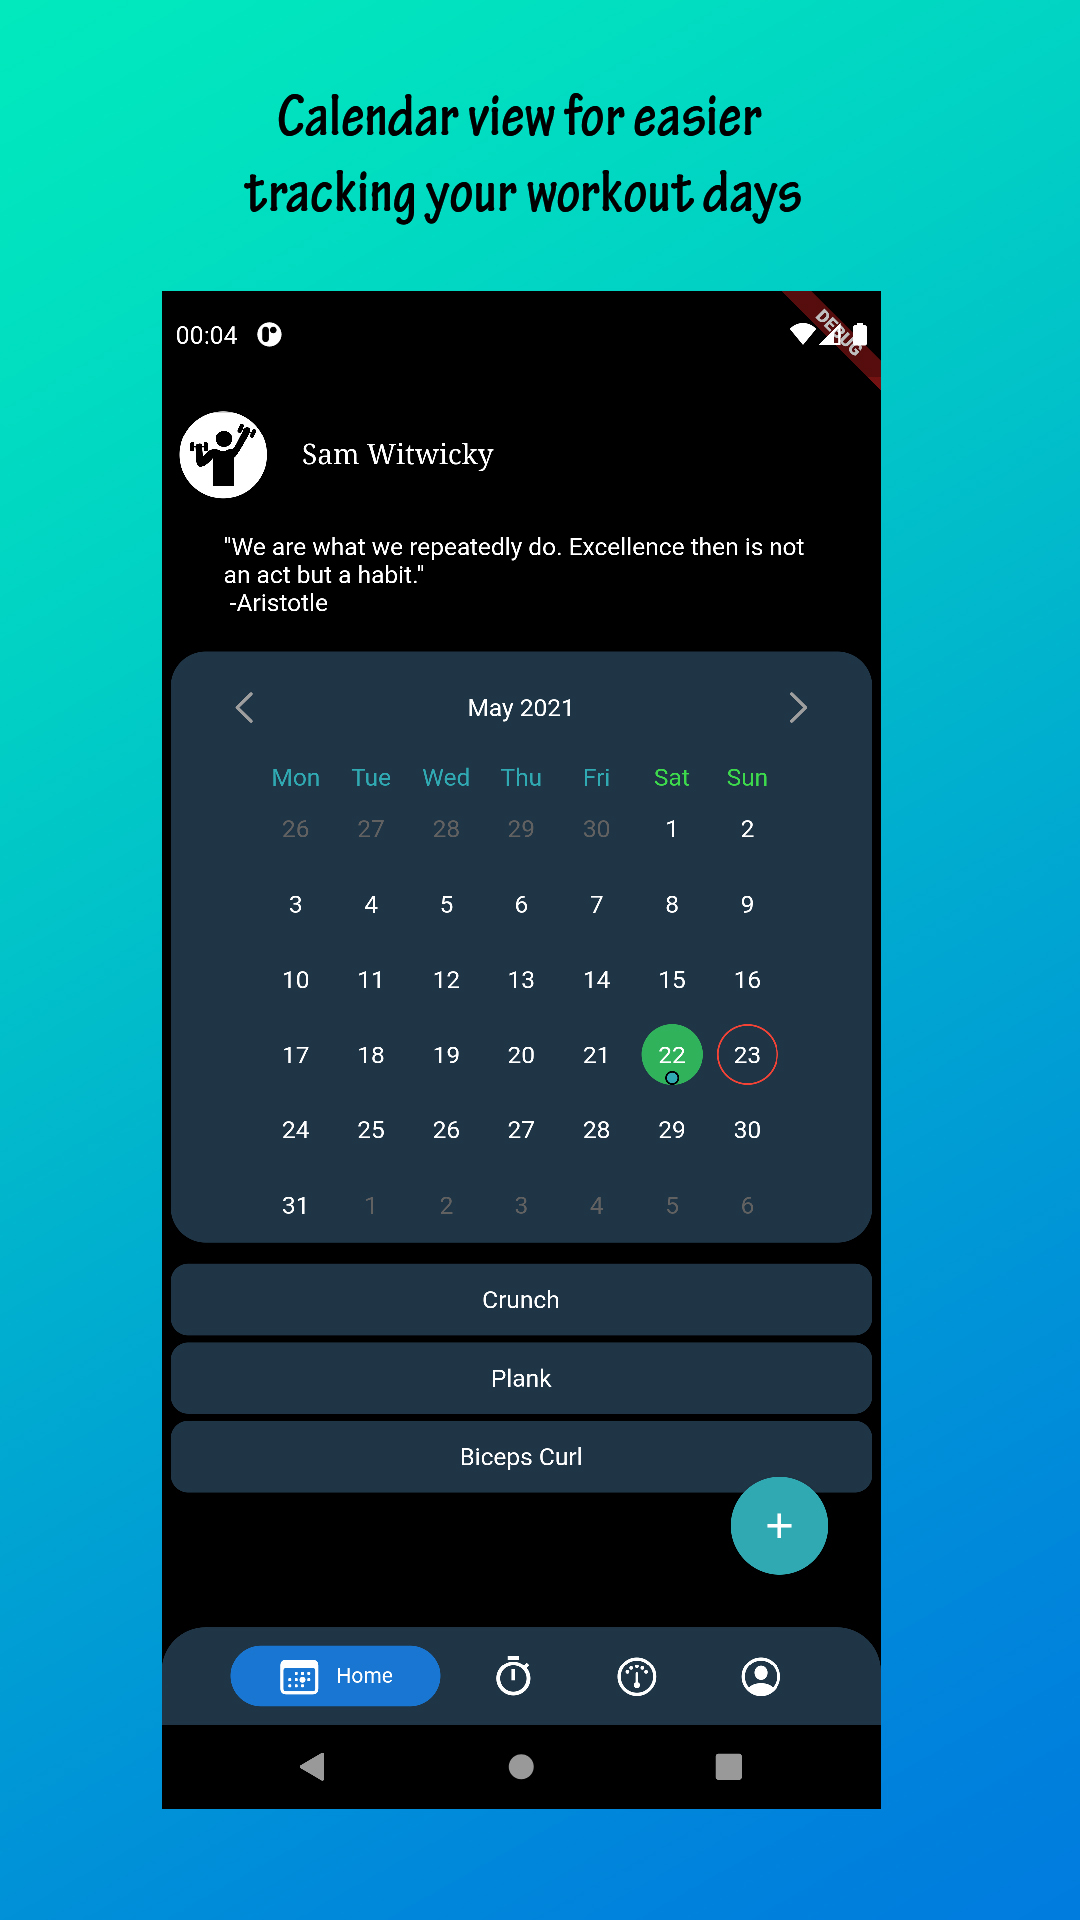 Calendar view for easier
tracking your workout days
00:04
DEBUG
Sam Witwicky
"We are what we repeatedly do. Excellence then is not
an act but a habit."
-Aristotle
May 2021
Mon Tue Wed Thu Fri Sat Sun
26 27 28 29 30 1 2
3 4 5 6 7 8 9
10 11 12 13 14 15 16
17 18 19 20 21 22 23
24 25 26 27 28 29 30
31 1 2 3 4 5 6
Crunch
Plank
Biceps Curl
+
Home